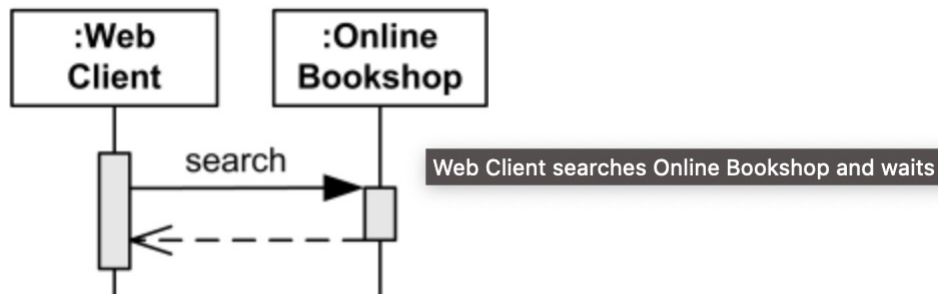 :Web
Client
:Online
Bookshop
search
Web Client searches Online Bookshop and waits